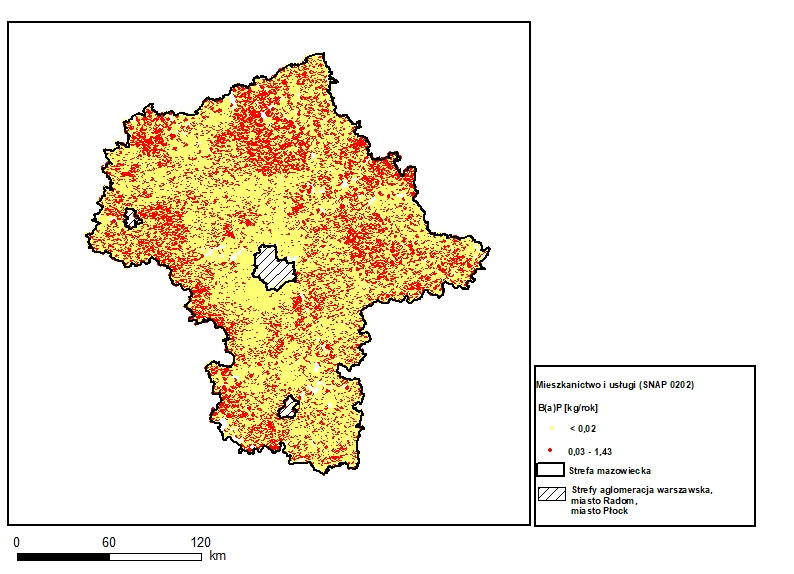 Mieszkanictwo i usługi (SNAP 0202)
B(a)P [kg/rok]
< 0,02
0,03 - 1,43
Strefa mazowiecka
Strefy aglomeracja warszawska,
miasto Radom,
miasto Płock
0 60 120
km